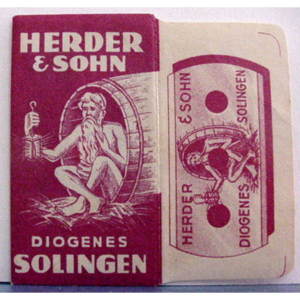 HERDER
& SOHN
DIOGENES
SOLINGEN
HERDER & SOHN
DIOGENES SOLINGEN